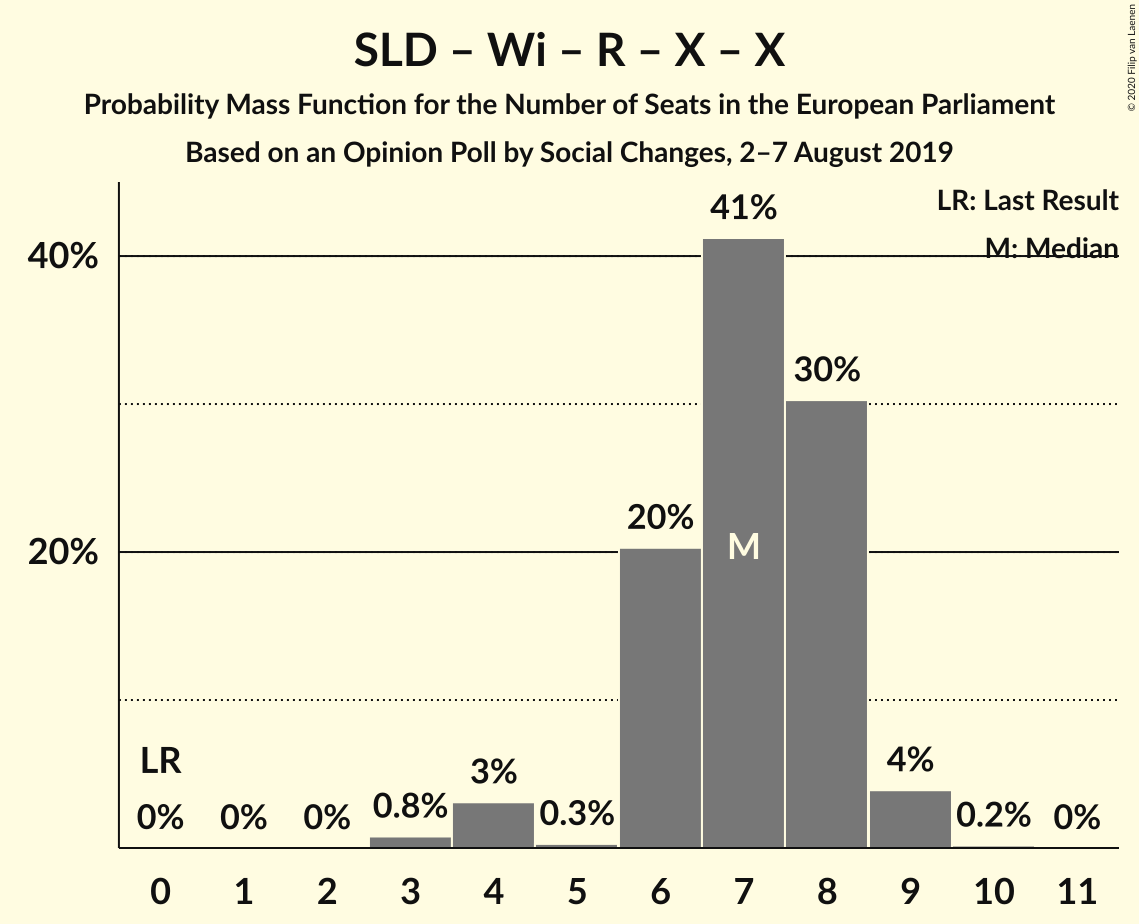 SLD – Wi – R – X – X
Probability Mass Function for the Number of Seats in the European Parliament
Based on an Opinion Poll by Social Changes, 2–7 August 2019
© 2020 Filip van Laenen
LR: Last Result
M: Median
41%
40%
30%
20%
M
20%
LR
0%
0%
0%
0.8%
3%
0.3%
4%
0.2%
0%
0 1 2 3 4 5 6 7 8 9 10 11